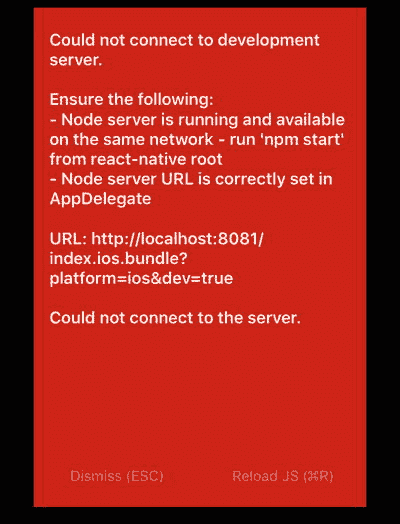 Could not connect to development
server.
Ensure the following:
- Node server is running and available
on the same network - run 'npm start'
from react-native root
- Node server URL is correctly set in
AppDelegate
URL: http://localhost:8081/
index.ios.bundle?
platform=ios&dev=true
Could not connect to the server.
Dismiss (ESC) Reload JS (⌘R)